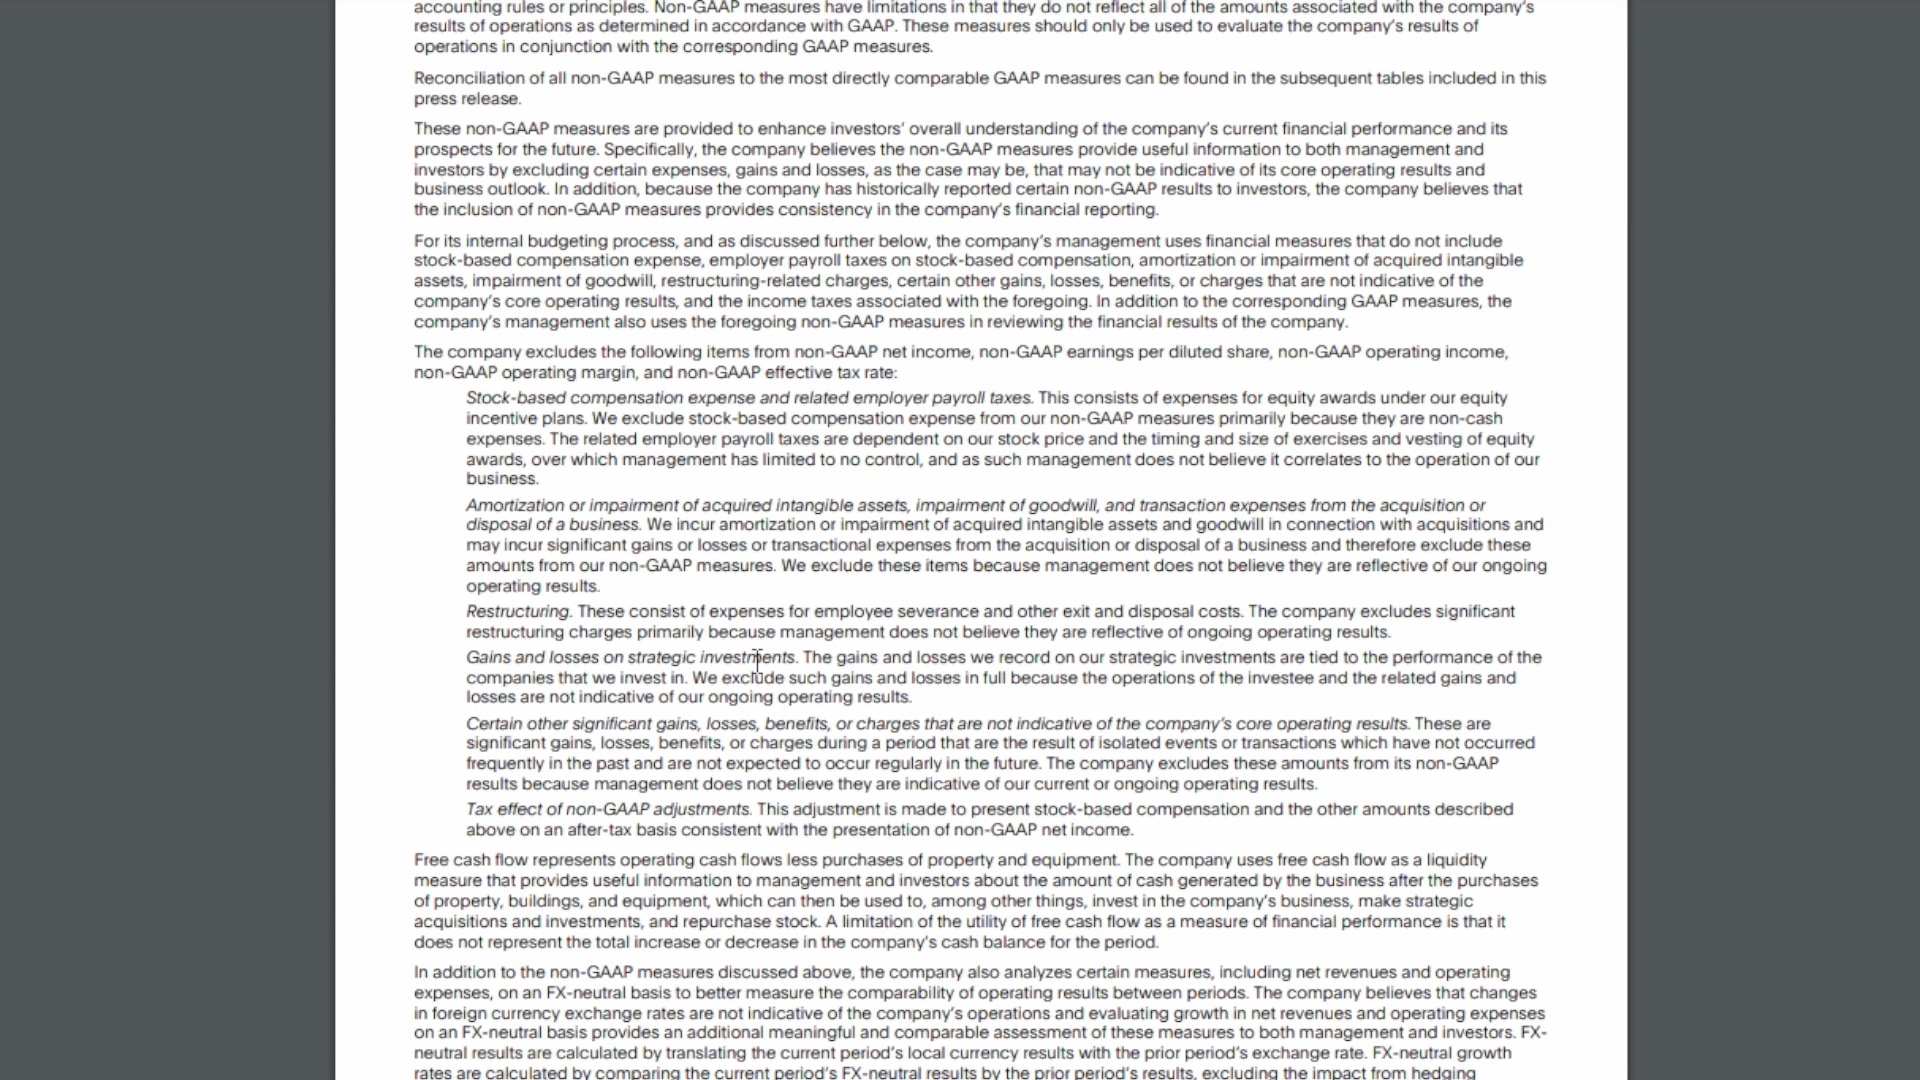 accounting rules or principles. Non-GAAP measures have limitations in that they do not reflect all of the amounts associated with the company's
results of operations as determined in accordance with GAAP. These measures should only be used to evaluate the company's results of
operations in conjunction with the corresponding GAAP measures.
Reconciliation of all non-GAAP measures to the most directly comparable GAAP measures can be found in the subsequent tables included in this
press release.
These non-GAAP measures are provided to enhance investors' overall understanding of the company's current financial performance and its
prospects for the future. Specifically, the company believes the non-GAAP measures provide useful information to both management and
investors by excluding certain expenses, gains and losses, as the case may be, that may not be indicative of its core operating results and
business outlook. In addition, because the company has historically reported certain non-GAAP results to investors, the company believes that
the inclusion of non-GAAP measures provides consistency in the company's financial reporting.
For its internal budgeting process, and as discussed further below, the company's management uses financial measures that do not include
stock-based compensation expense, employer payroll taxes on stock-based compensation, amortization or impairment of acquired intangible
assets, impairment of goodwill, restructuring-related charges, certain other gains, losses, benefits, or charges that are not indicative of the
company's core operating results, and the income taxes associated with the foregoing. In addition to the corresponding GAAP measures, the
company's management also uses the foregoing non-GAAP measures in reviewing the financial results of the company.
The company excludes the following items from non-GAAP net income, non-GAAP earnings per diluted share, non-GAAP operating income,
non-GAAP operating margin, and non-GAAP effective tax rate:
Stock-based compensation expense and related employer payroll taxes. This consists of expenses for equity awards under our equity
incentive plans. We exclude stock-based compensation expense from our non-GAAP measures primarily because they are non-cash
expenses. The related employer payroll taxes are dependent on our stock price and the timing and size of exercises and vesting of equity
awards, over which management has limited to no control, and as such management does not believe it correlates to the operation of our
business.
Amortization or impairment of acquired intangible assets, impairment of goodwill, and transaction expenses from the acquisition or
disposal of a business. We incur amortization or impairment of acquired intangible assets and goodwill in connection with acquisitions and
may incur significant gains or losses or transactional expenses from the acquisition or disposal of a business and therefore exclude these
amounts from our non-GAAP measures. We exclude these items because management does not believe they are reflective of our ongoing
operating results.
Restructuring. These consist of expenses for employee severance and other exit and disposal costs. The company excludes significant
restructuring charges primarily because management does not believe they are reflective of ongoing operating results.
Gains and losses on strategic investments. The gains and losses we record on our strategic investments are tied to the performance of the
companies that we invest in. We exclude such gains and losses in full because the operations of the investee and the related gains and
losses are not indicative of our ongoing operating results.
Certain other significant gains, losses, benefits, or charges that are not indicative of the company's core operating results. These are
significant gains, losses, benefits, or charges during a period that are the result of isolated events or transactions which have not occurred
frequently in the past and are not expected to occur regularly in the future. The company excludes these amounts from its non-GAAP
results because management does not believe they are indicative of our current or ongoing operating results.
Tax effect of non-GAAP adjustments. This adjustment is made to present stock-based compensation and the other amounts described
above on an after-tax basis consistent with the presentation of non-GAAP net income.
Free cash flow represents operating cash flows less purchases of property and equipment. The company uses free cash flow as a liquidity
measure that provides useful information to management and investors about the amount of cash generated by the business after the purchases
of property, buildings, and equipment, which can then be used to, among other things, invest in the company's business, make strategic
acquisitions and investments, and repurchase stock. A limitation of the utility of free cash flow as a measure of financial performance is that it
does not represent the total increase or decrease in the company's cash balance for the period.
In addition to the non-GAAP measures discussed above, the company also analyzes certain measures, including net revenues and operating
expenses, on an FX-neutral basis to better measure the comparability of operating results between periods. The company believes that changes
in foreign currency exchange rates are not indicative of the company's operations and evaluating growth in net revenues and operating expenses
on an FX-neutral basis provides an additional meaningful and comparable assessment of these measures to both management and investors. FX-
neutral results are calculated by translating the current period's local currency results with the prior period's exchange rate. FX-neutral growth
rates are calculated by comparing the current period's FX-neutral results by the prior period's results, excluding the impact from hedging